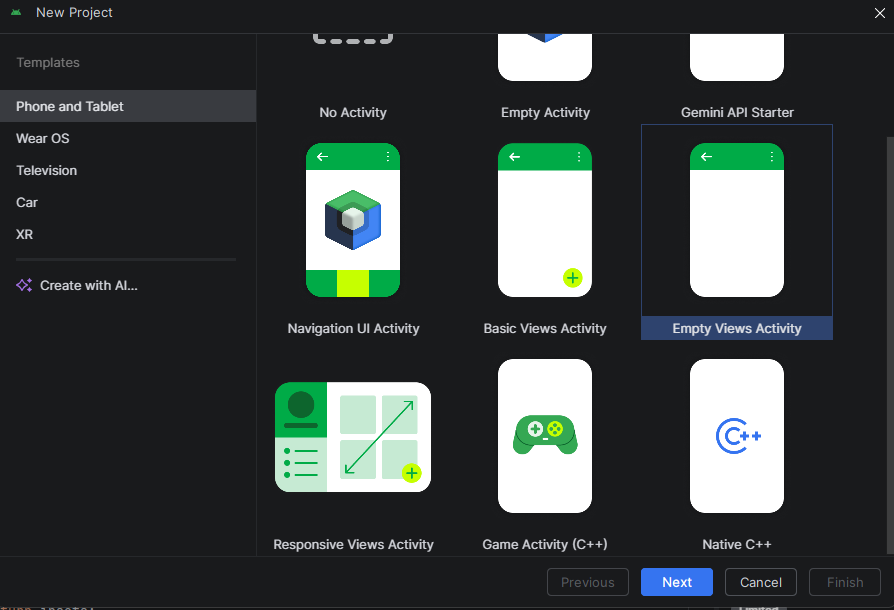 New Project
Templates
Phone and Tablet
Wear OS
Television
Car
XR
Create with AI...
No Activity
Empty Activity
Gemini API Starter
Navigation UI Activity
Basic Views Activity
Empty Views Activity
C++
Responsive Views Activity
Game Activity (C++)
Native C++
Previous
Next
Cancel
Finish